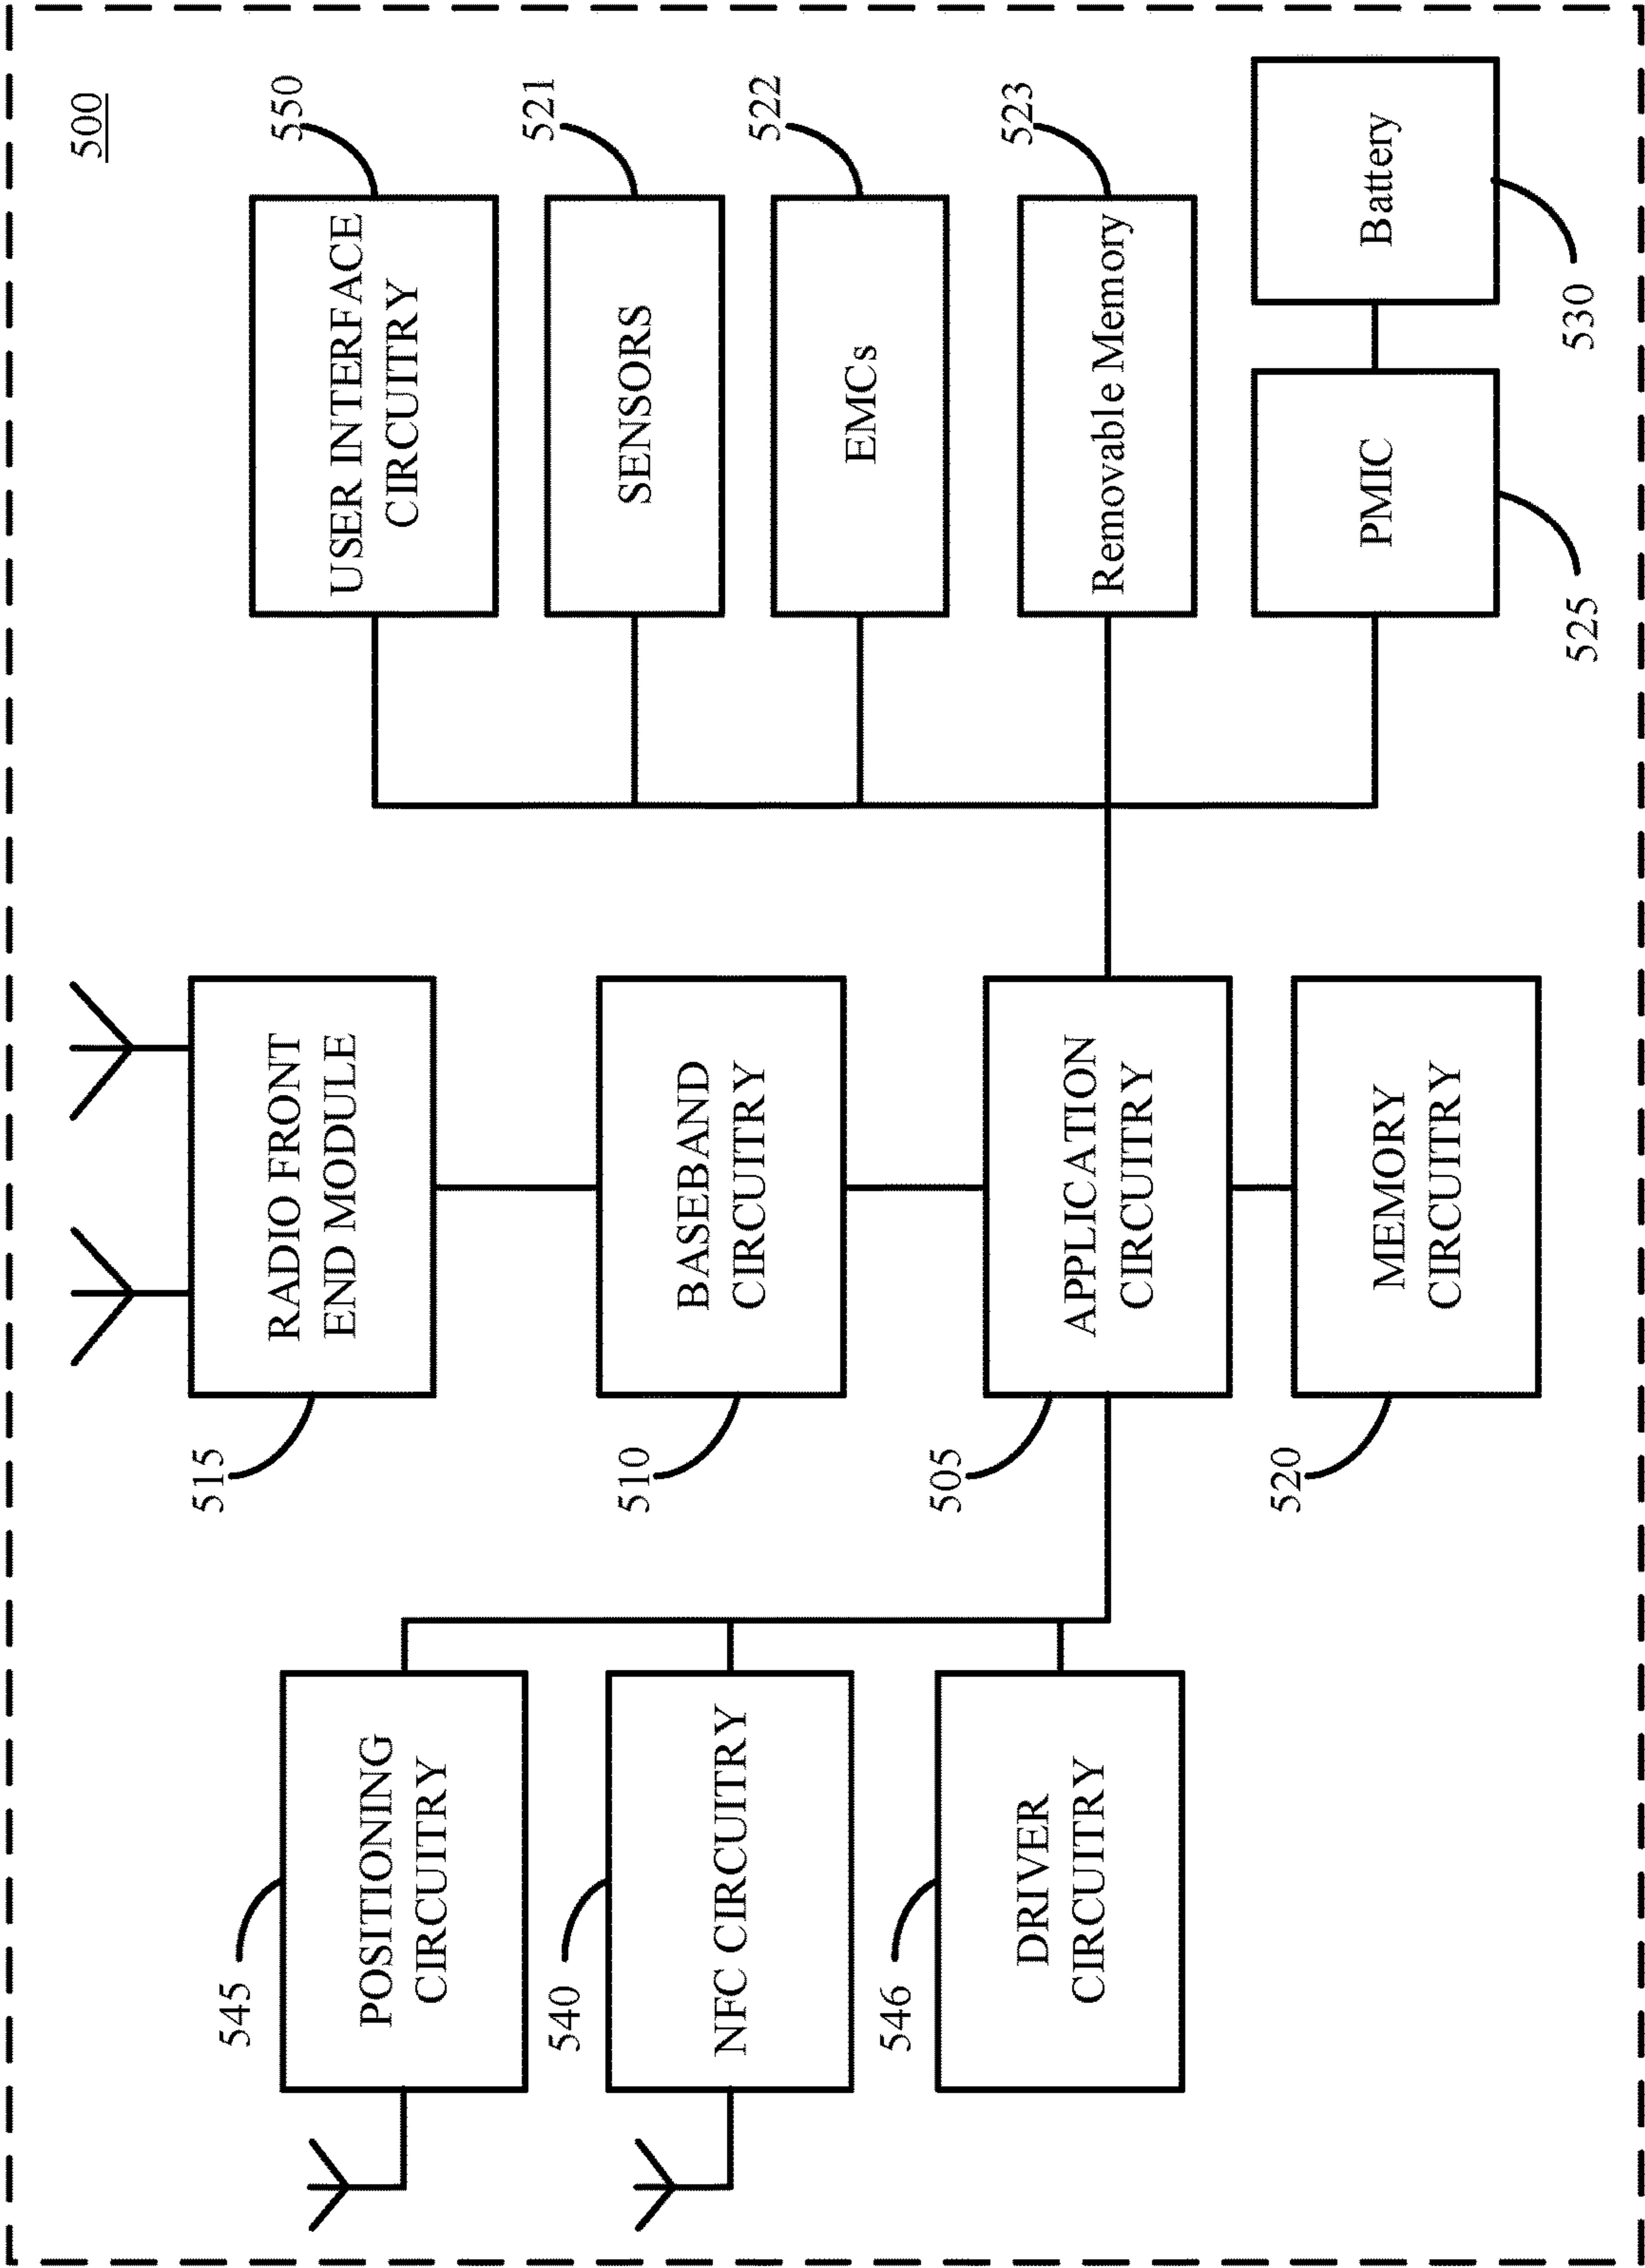 500
545
POSITIONING
CIRCUITRY
540
NFC CIRCUITRY
546
DRIVER
CIRCUITRY
515
RADIO FRONT
END MODULE
510
BASEBAND
CIRCUITRY
505
APPLICATION
CIRCUITRY
520
MEMORY
CIRCUITRY
550
USER INTERFACE
CIRCUITRY
521
SENSORS
522
EMCs
523
Removable Memory
PMIC
525
Battery
530